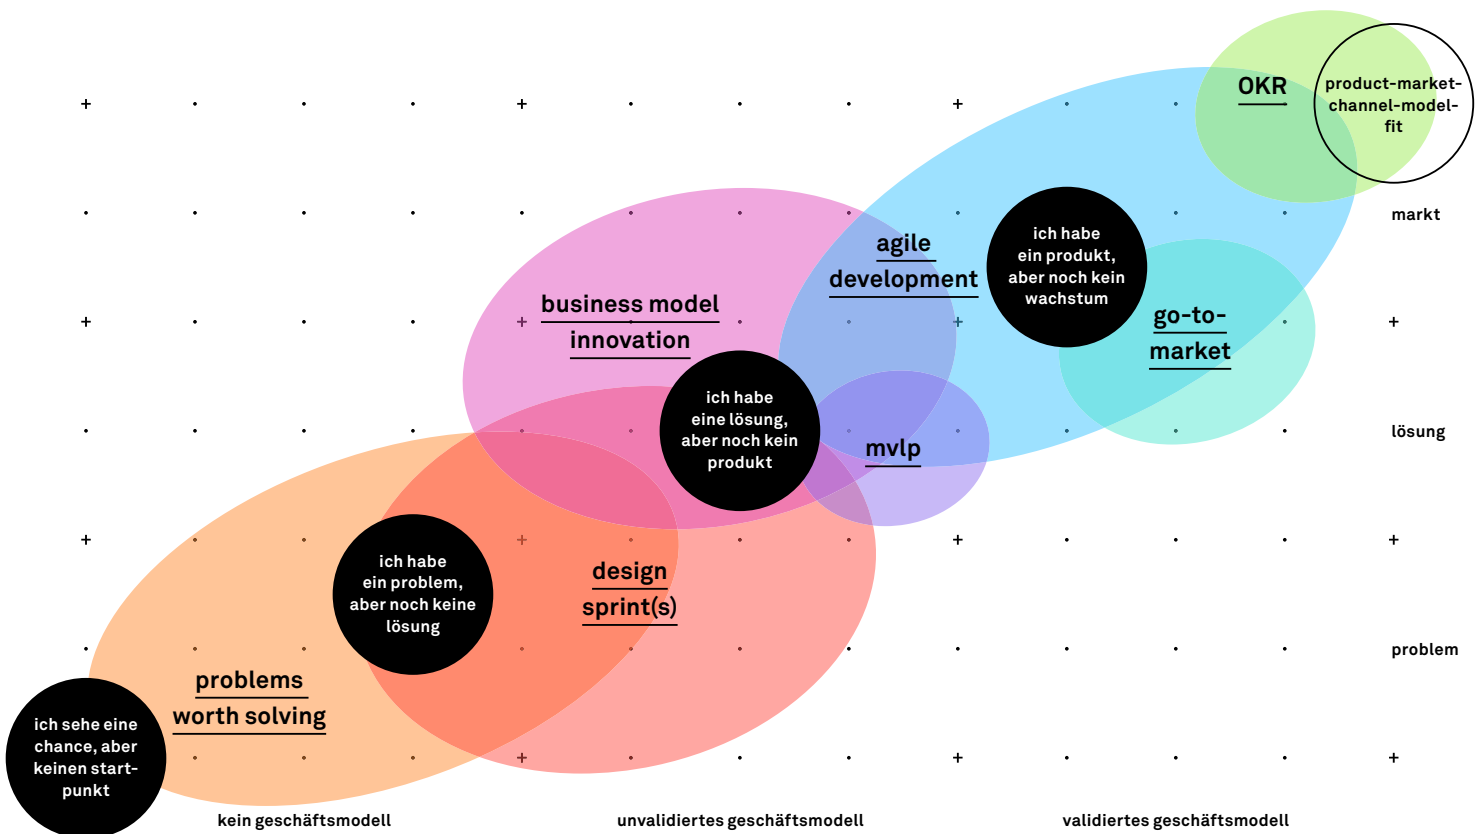 OKR
product-market-
channel-model-
fit
markt
ich habe
ein produkt,
aber noch kein
wachstum
agile
development
go-to-
market
business model
innovation
ich habe
eine lösung,
aber noch kein
produkt
lösung
mvlp
ich habe
ein problem,
aber noch keine
lösung
design
sprint(s)
problem
problems
worth solving
ich sehe eine
chance, aber
keinen start-
punkt
kein geschäftsmodell
unvalidiertes geschäftsmodell
validiertes geschäftsmodell